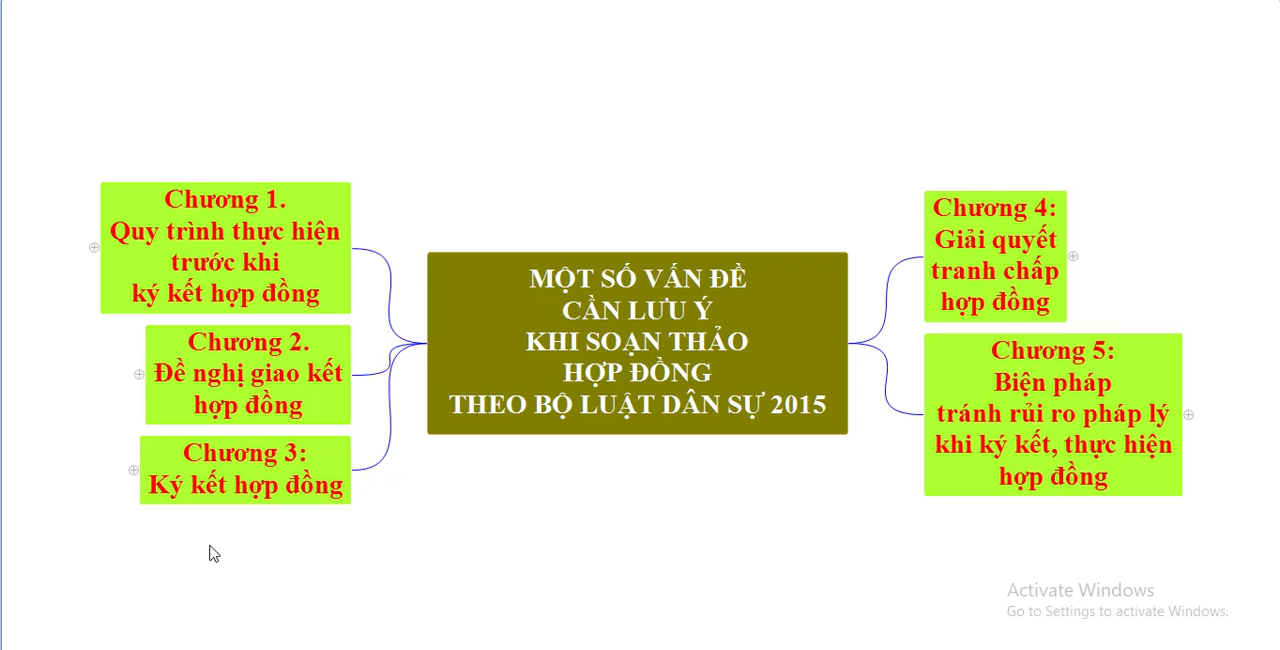 Chương 1.
Quy trình thực hiện
trước khi
ký kết hợp đồng
Chương 2.
Đề nghị giao kết
hợp đồng
Chương 3:
Ký kết hợp đồng
MỘT SỐ VẤN ĐỀ
CẦN LƯU Ý
KHI SOẠN THẢO
HỢP ĐỒNG
THEO BỘ LUẬT DÂN SỰ 2015
Chương 4:
Giải quyết
tranh chấp
hợp đồng
Chương 5:
Biện pháp
tránh rủi ro pháp lý
khi ký kết, thực hiện
hợp đồng
Activate Windows
Go to Settings to activate Windows.